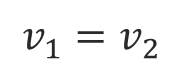 v₁ = v₂